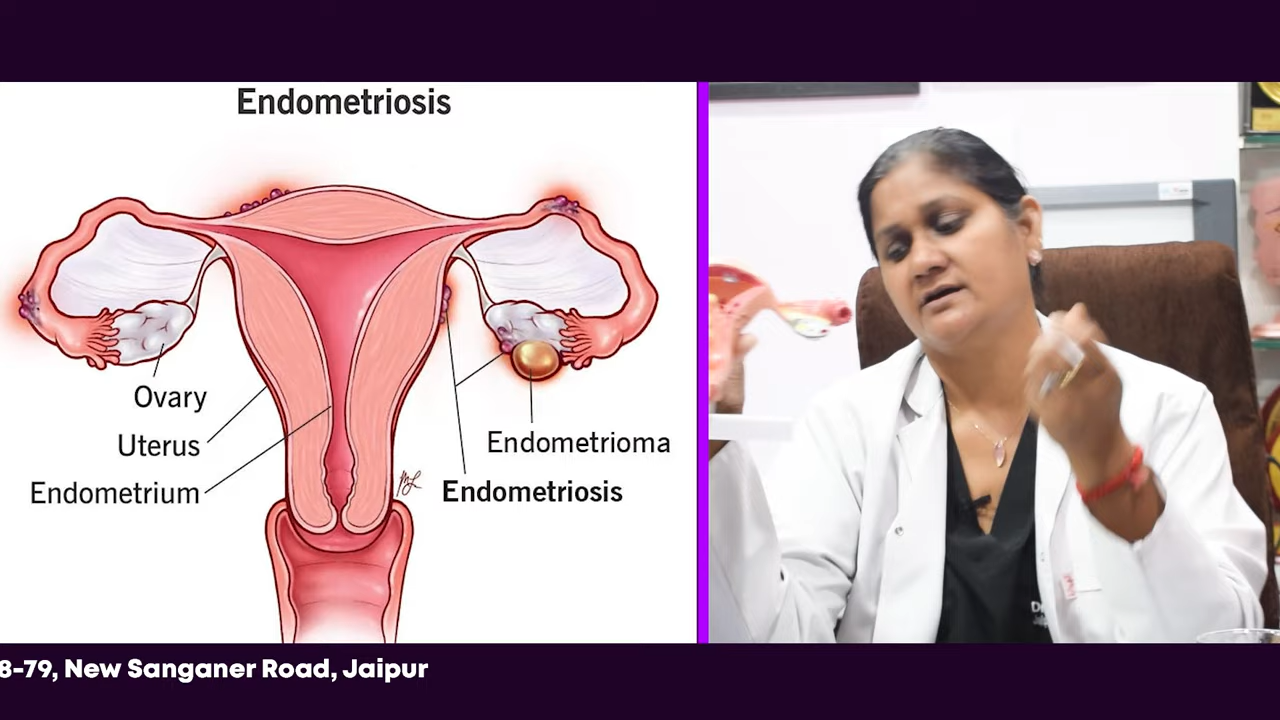 Endometriosis
Ovary
Uterus
Endometrium
Endometrioma
Endometriosis
8-79, New Sanganer Road, Jaipur